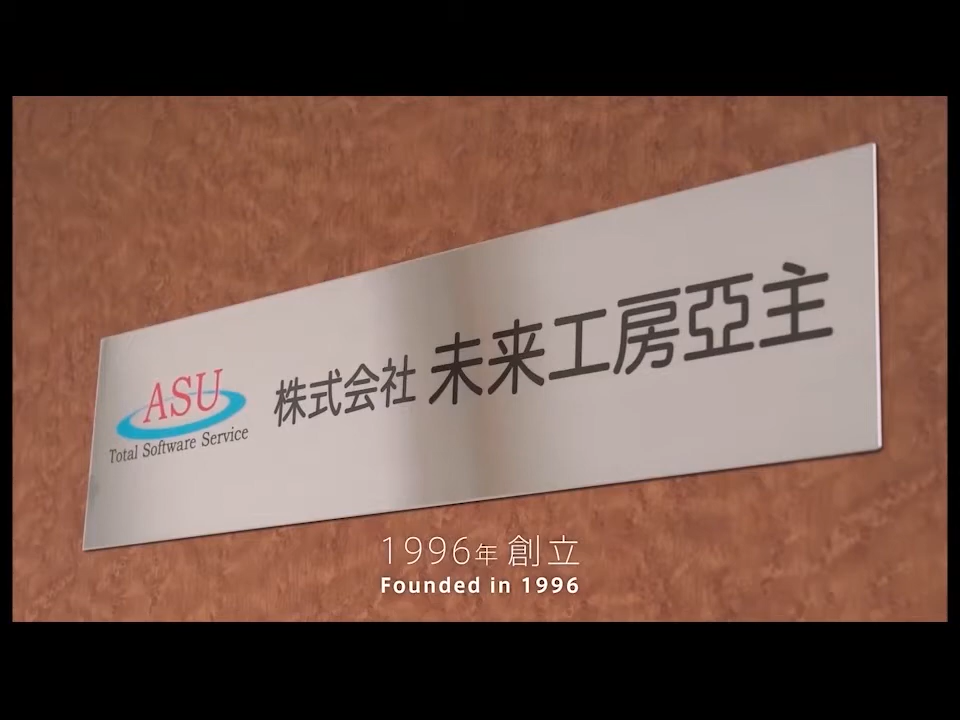 ASU
Total Software Service
株式会社 未来工房亞主
1996年 創立
Founded in 1996